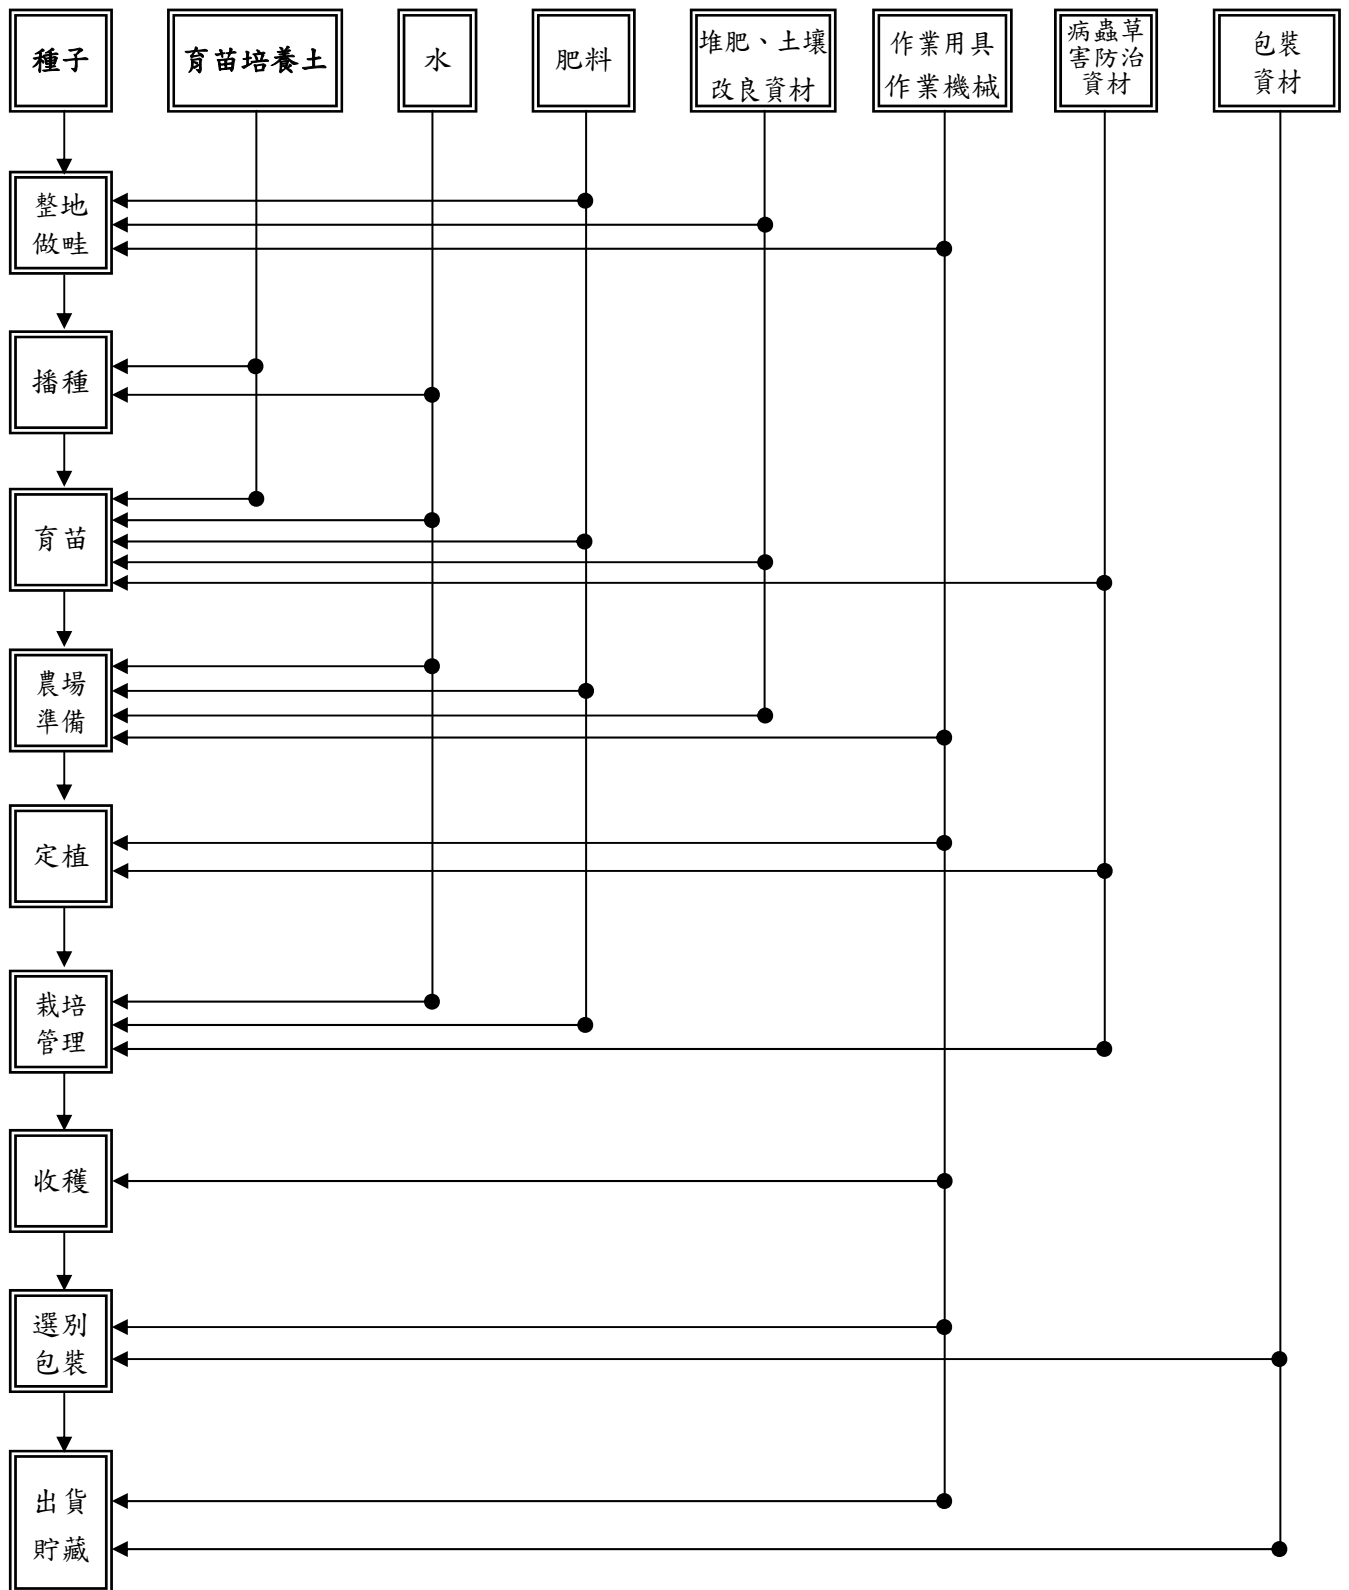 種子
育苗培養土
水
肥料
堆肥、土壤
改良資材
作業用具
作業機械
病蟲草
害防治
資材
包裝
資材
整地
做畦
播種
育苗
農場
準備
定植
栽培
管理
收穫
選別
包裝
出貨
貯藏